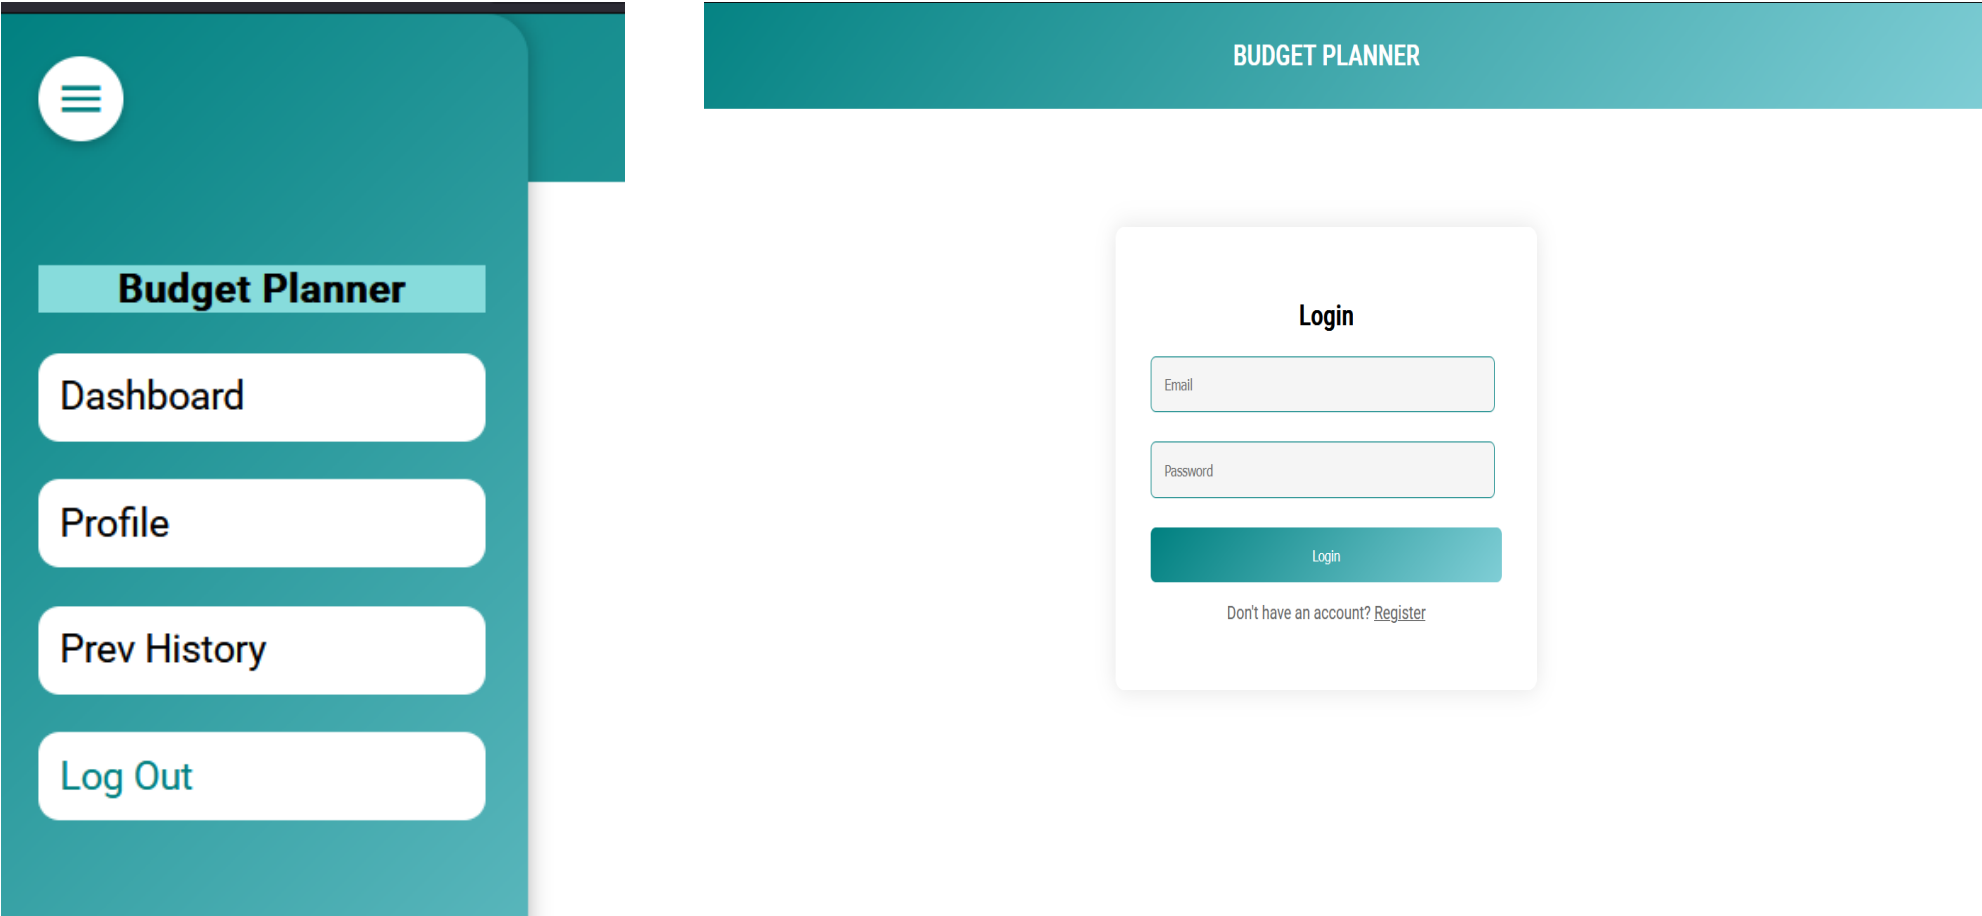 Budget Planner
Dashboard
Profile
Prev History
Log Out
BUDGET PLANNER
Login
Email
Password
Login
Don't have an account? Register